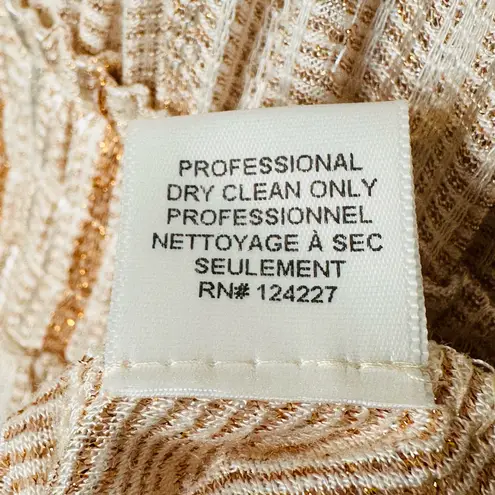 PROFESSIONAL
DRY CLEAN ONLY
PROFESSIONNEL
NETTOYAGE À SEC
SEULEMENT
RN# 124227